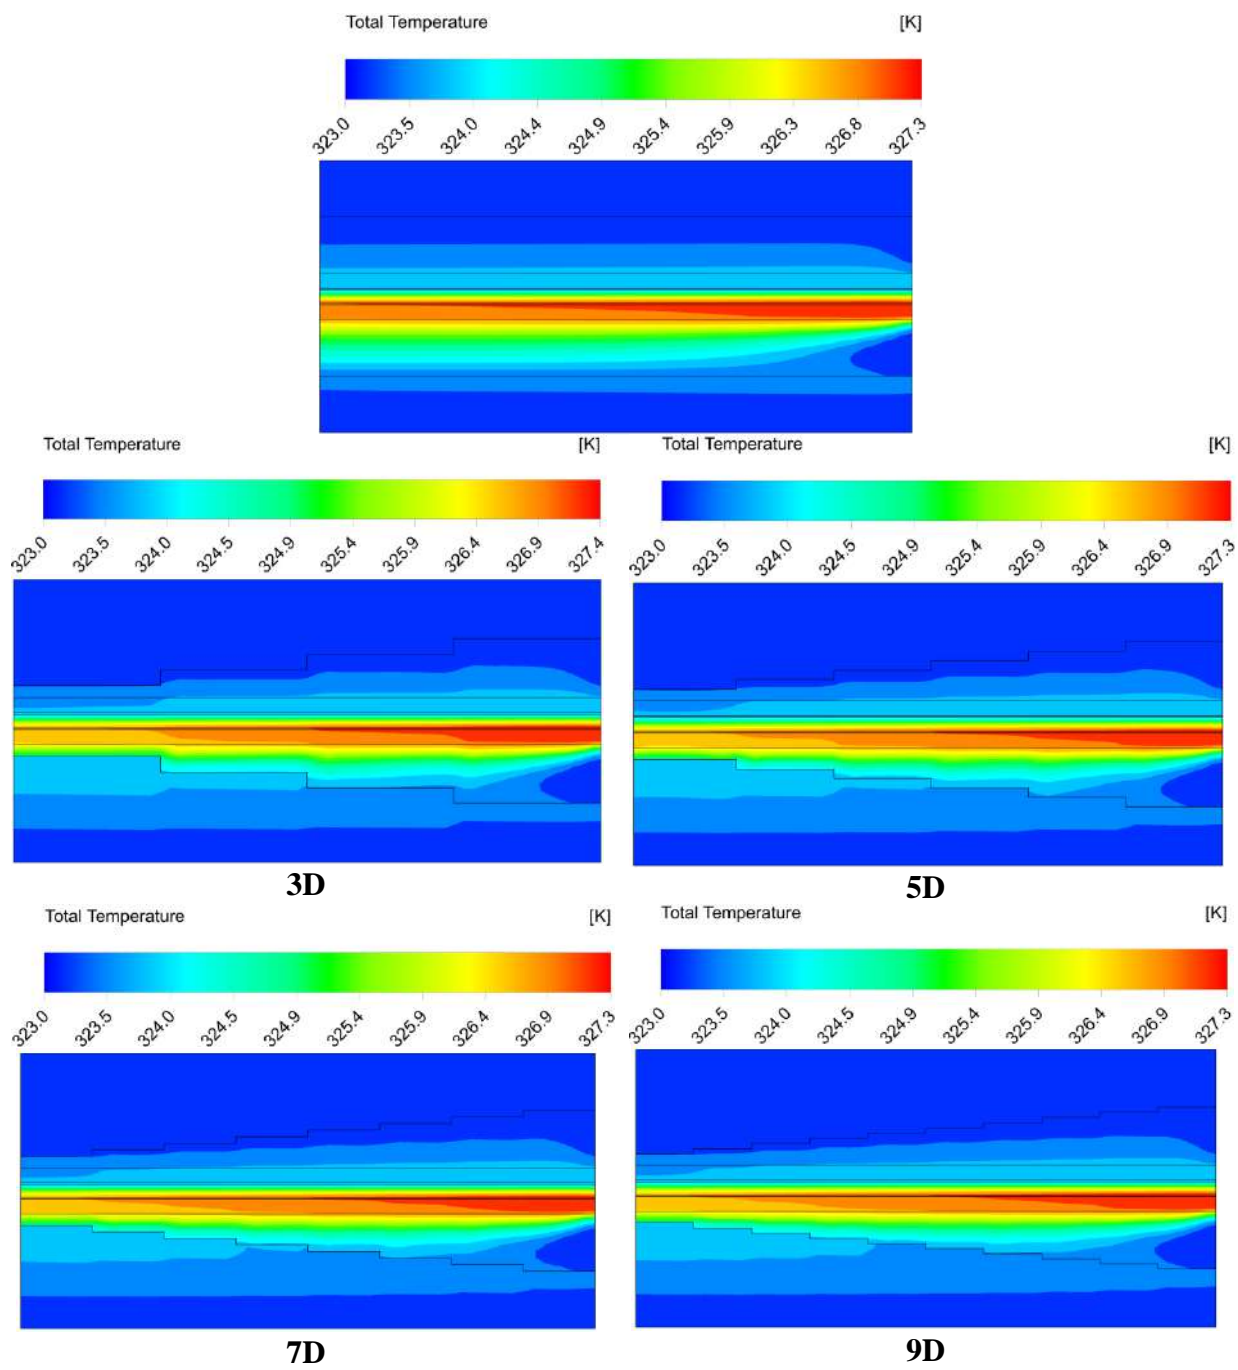 Total Temperature [K]
323.0 323.5 324.0 324.4 324.9 325.4 325.9 326.3 326.8 327.3
Total Temperature [K]
323.0 323.5 324.0 324.5 324.9 325.4 325.9 326.4 326.9 327.4
3D
Total Temperature [K]
323.0 323.5 324.0 324.5 324.9 325.4 325.9 326.4 326.9 327.3
5D
Total Temperature [K]
323.0 323.5 324.0 324.5 324.9 325.4 325.9 326.4 326.9 327.3
7D
Total Temperature [K]
323.0 323.5 324.0 324.5 324.9 325.4 325.9 326.4 326.9 327.3
9D